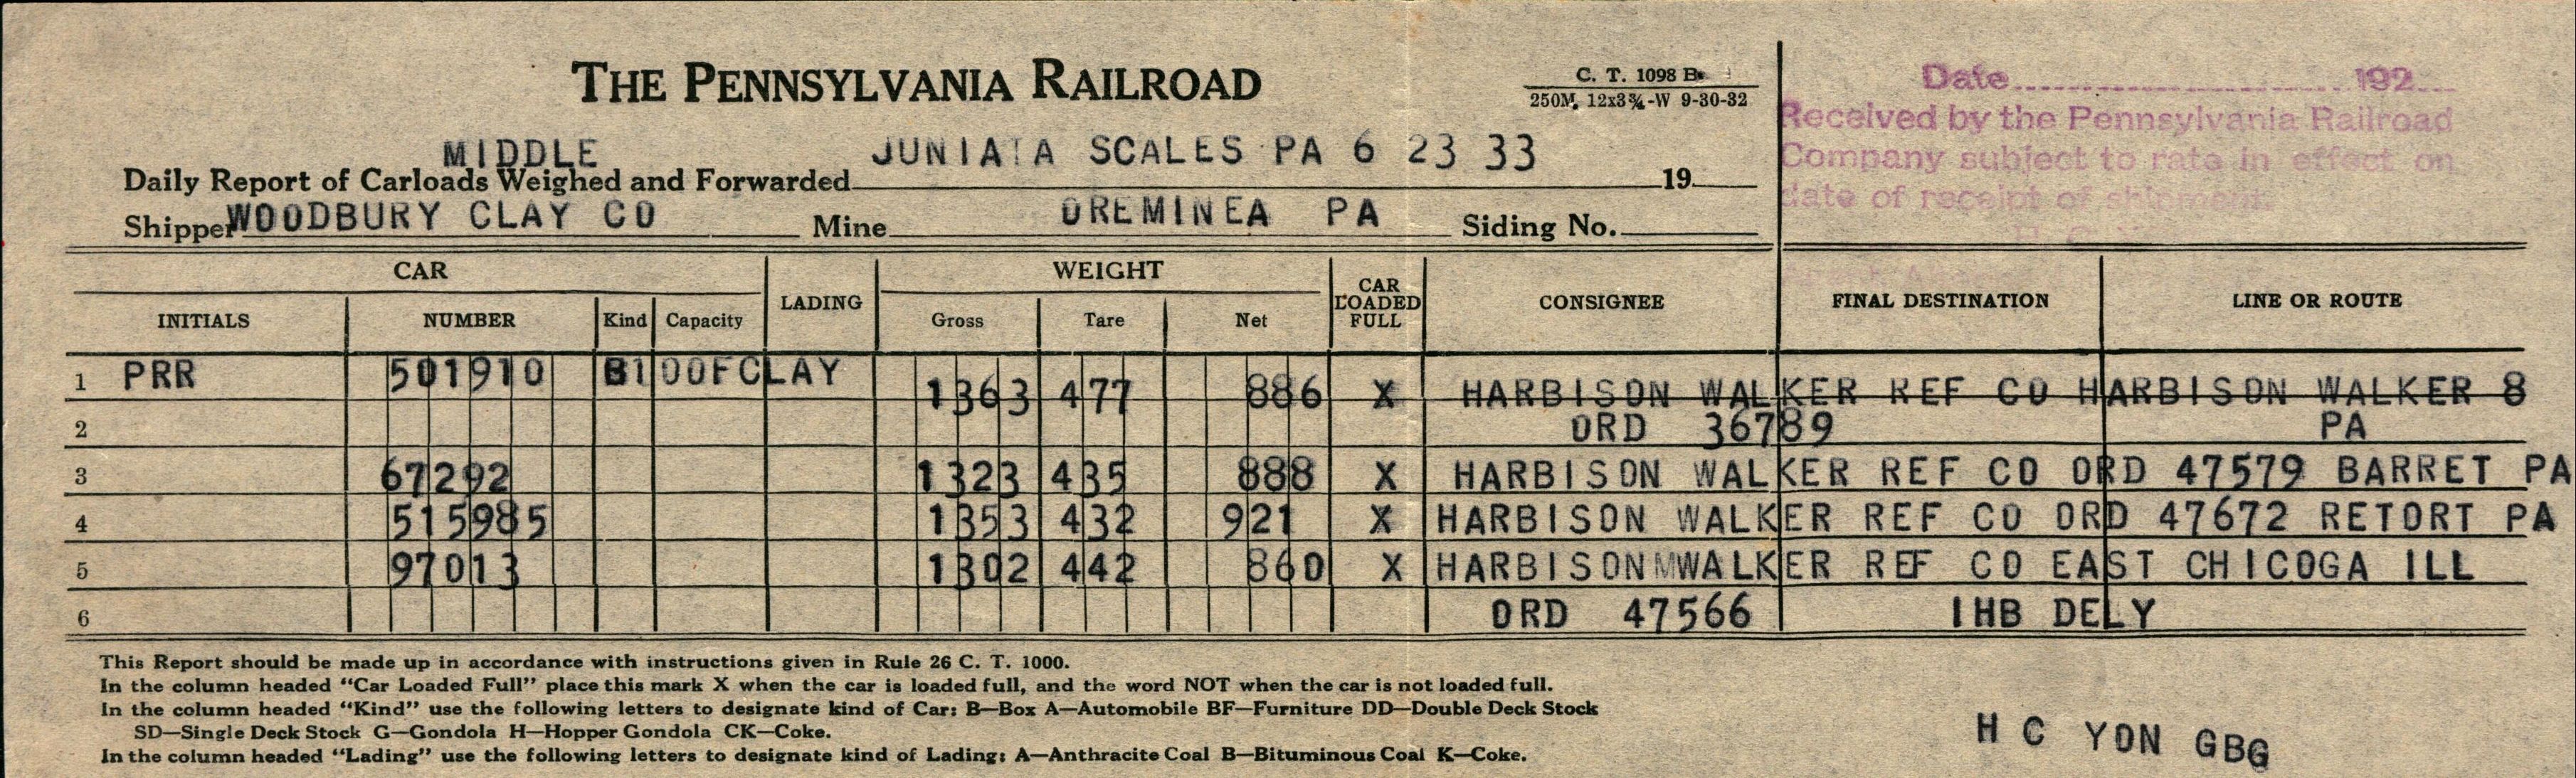 THE PENNSYLVANIA RAILROAD
C. T. 1098 B
250M. 12x3¾-W 9-30-32
Date 192
Received by the Pennsylvania Railroad
Company subject to rate in effect on
date of receipt of shipment.
MIDDLE JUNIATA SCALES PA 6 23 33
Daily Report of Carloads Weighed and Forwarded 19
Shipper WOODBURY CLAY CO Mine OREMINEA PA Siding No.
CAR LADING WEIGHT CAR LOADED FULL CONSIGNEE FINAL DESTINATION LINE OR ROUTE
INITIALS NUMBER Kind Capacity Gross Tare Net
1 PRR 501910 B 100 FCLAY 1363 477 886 X HARBISON WALKER REF CO HARBISON WALKER 8
2 ORD 36789 PA
3 67292 1323 435 888 X HARBISON WALKER REF CO ORD 47579 BARRET PA
4 515985 1353 432 921 X HARBISON WALKER REF CO ORD 47672 RETORT PA
5 97013 1302 442 860 X HARBISONMWALKER REF CO EAST CHICOGA ILL
6 ORD 47566 IHB DELY
This Report should be made up in accordance with instructions given in Rule 26 C. T. 1000.
In the column headed "Car Loaded Full" place this mark X when the car is loaded full, and the word NOT when the car is not loaded full.
In the column headed "Kind" use the following letters to designate kind of Car: B—Box A—Automobile BF—Furniture DD—Double Deck Stock
SD—Single Deck Stock G—Gondola H—Hopper Gondola CK—Coke.
In the column headed "Lading" use the following letters to designate kind of Lading: A—Anthracite Coal B—Bituminous Coal K—Coke.
H C YON GBG